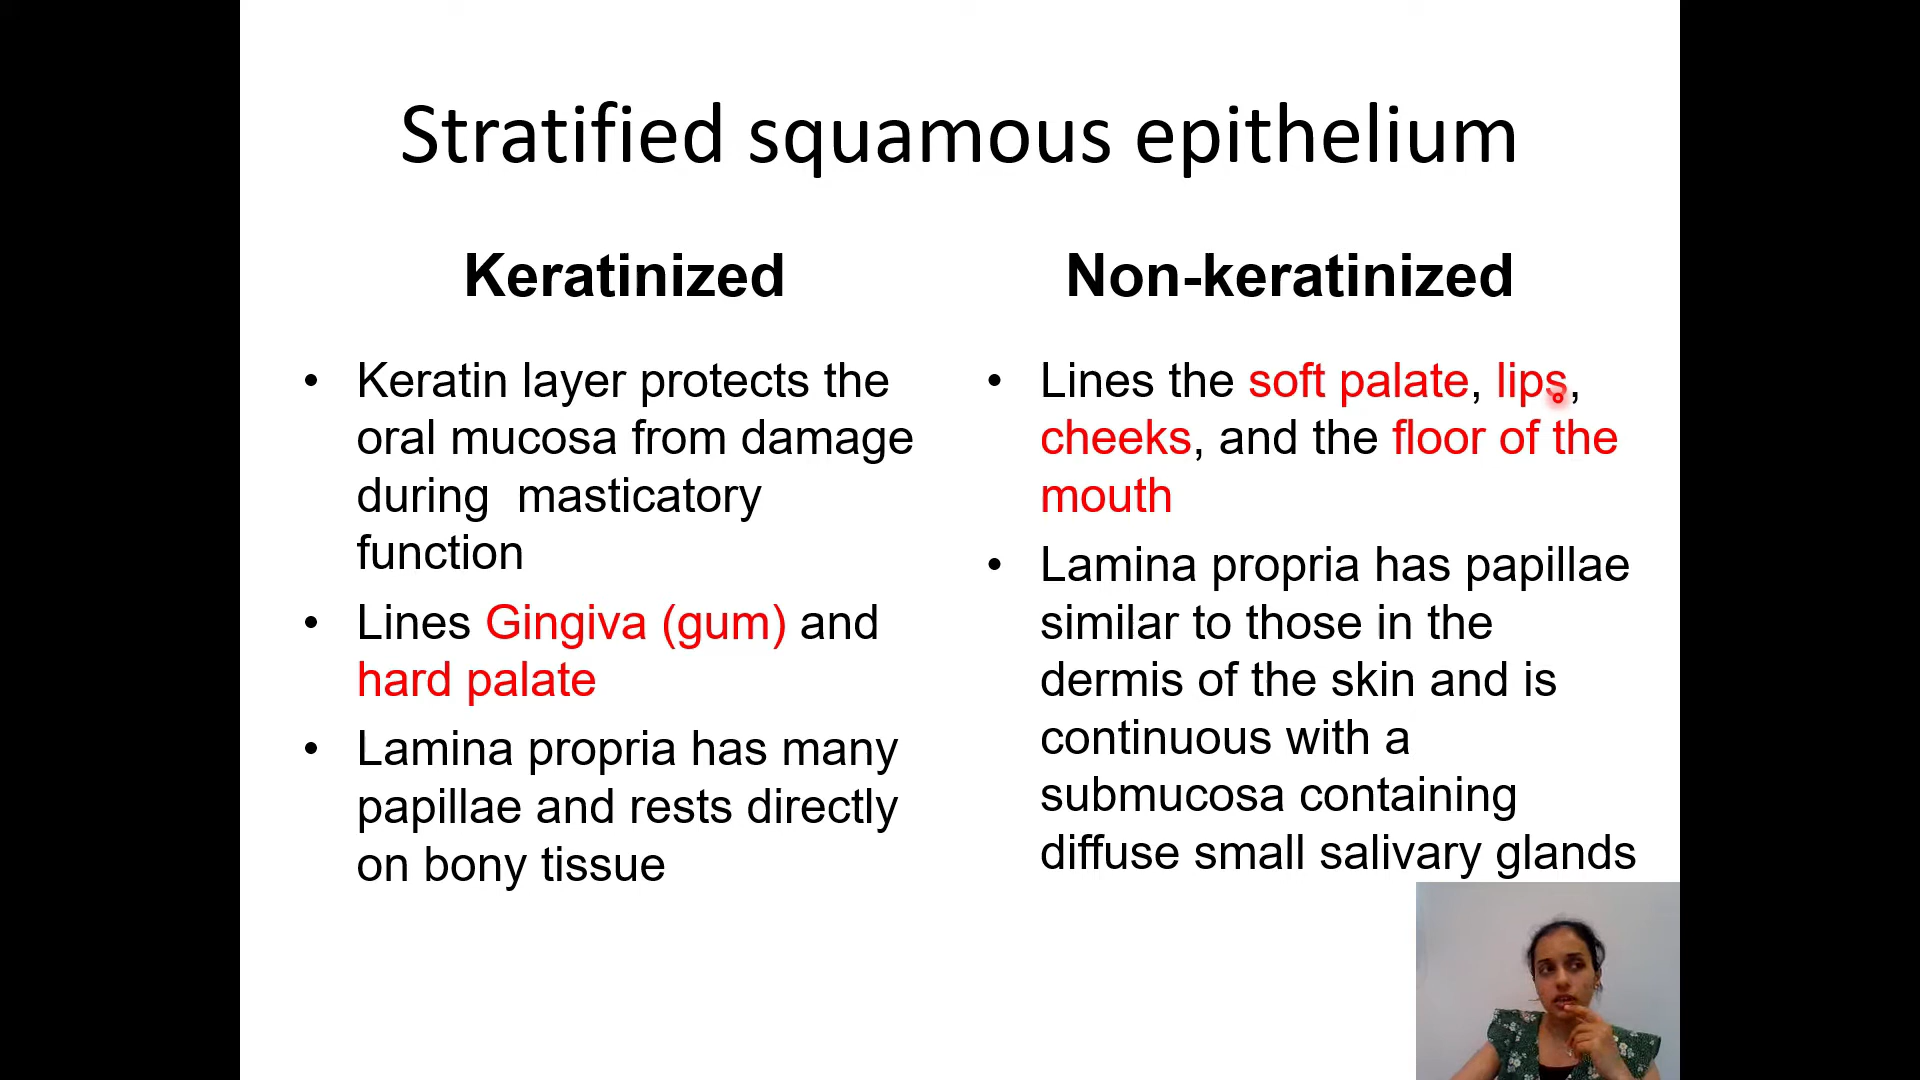 Stratified squamous epithelium
Keratinized
• Keratin layer protects the
oral mucosa from damage
during  masticatory
function
• Lines Gingiva (gum) and
hard palate
• Lamina propria has many
papillae and rests directly
on bony tissue
Non-keratinized
• Lines the soft palate, lips,
cheeks, and the floor of the
mouth
• Lamina propria has papillae
similar to those in the
dermis of the skin and is
continuous with a
submucosa containing
diffuse small salivary glands